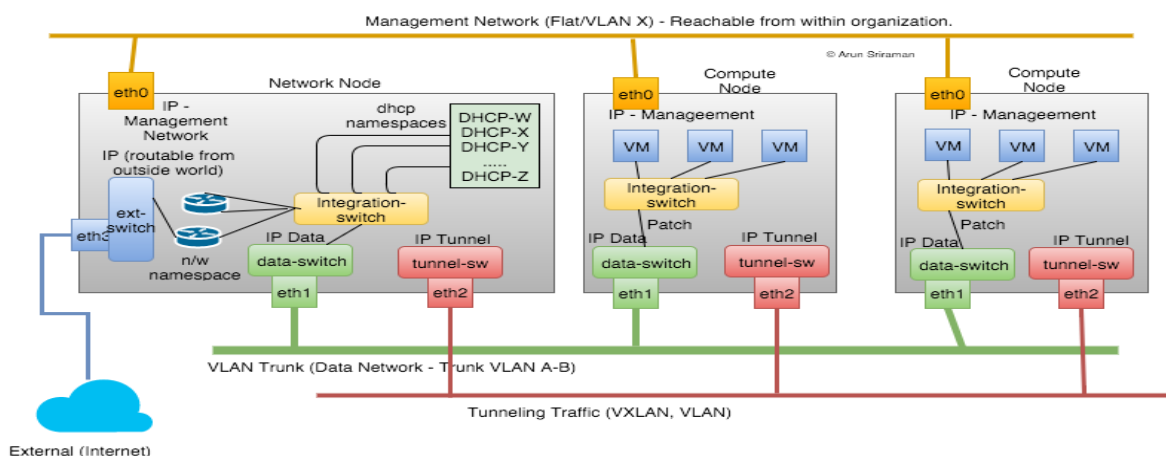 Management Network (Flat/VLAN X) - Reachable from within organization.
© Arun Sriraman
Network Node
eth0
IP -
Management
Network
dhcp
namespaces
DHCP-W
DHCP-X
DHCP-Y
.....
DHCP-Z
IP (routable from
outside world)
ext-
switch
eth3
n/w
namespace
Integration-
switch
IP Data
data-switch
eth1
IP Tunnel
tunnel-sw
eth2
Compute
Node
eth0
IP - Manageement
VM
VM
VM
Integration-
switch
Patch
IP Data
data-switch
eth1
IP Tunnel
tunnel-sw
eth2
Compute
Node
eth0
IP - Manageement
VM
VM
VM
Integration-
switch
Patch
IP Data
data-switch
eth1
IP Tunnel
tunnel-sw
eth2
VLAN Trunk (Data Network - Trunk VLAN A-B)
Tunneling Traffic (VXLAN, VLAN)
External (Internet)